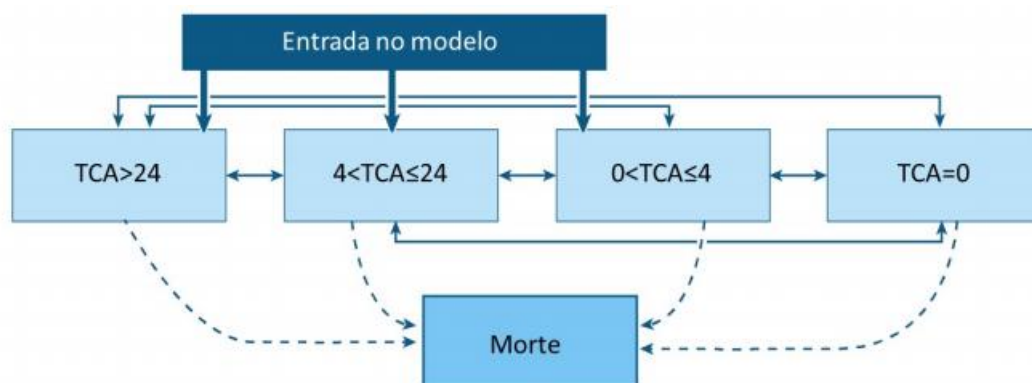 Entrada no modelo
TCA>24
4<TCA≤24
0<TCA≤4
TCA=0
Morte